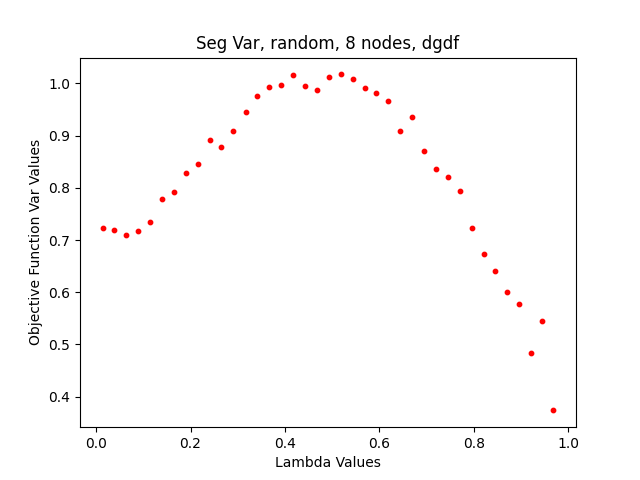 Seg Var, random, 8 nodes, dgdf
Objective Function Var Values
1.0
0.9
0.8
0.7
0.6
0.5
0.4
0.0 0.2 0.4 0.6 0.8 1.0
Lambda Values